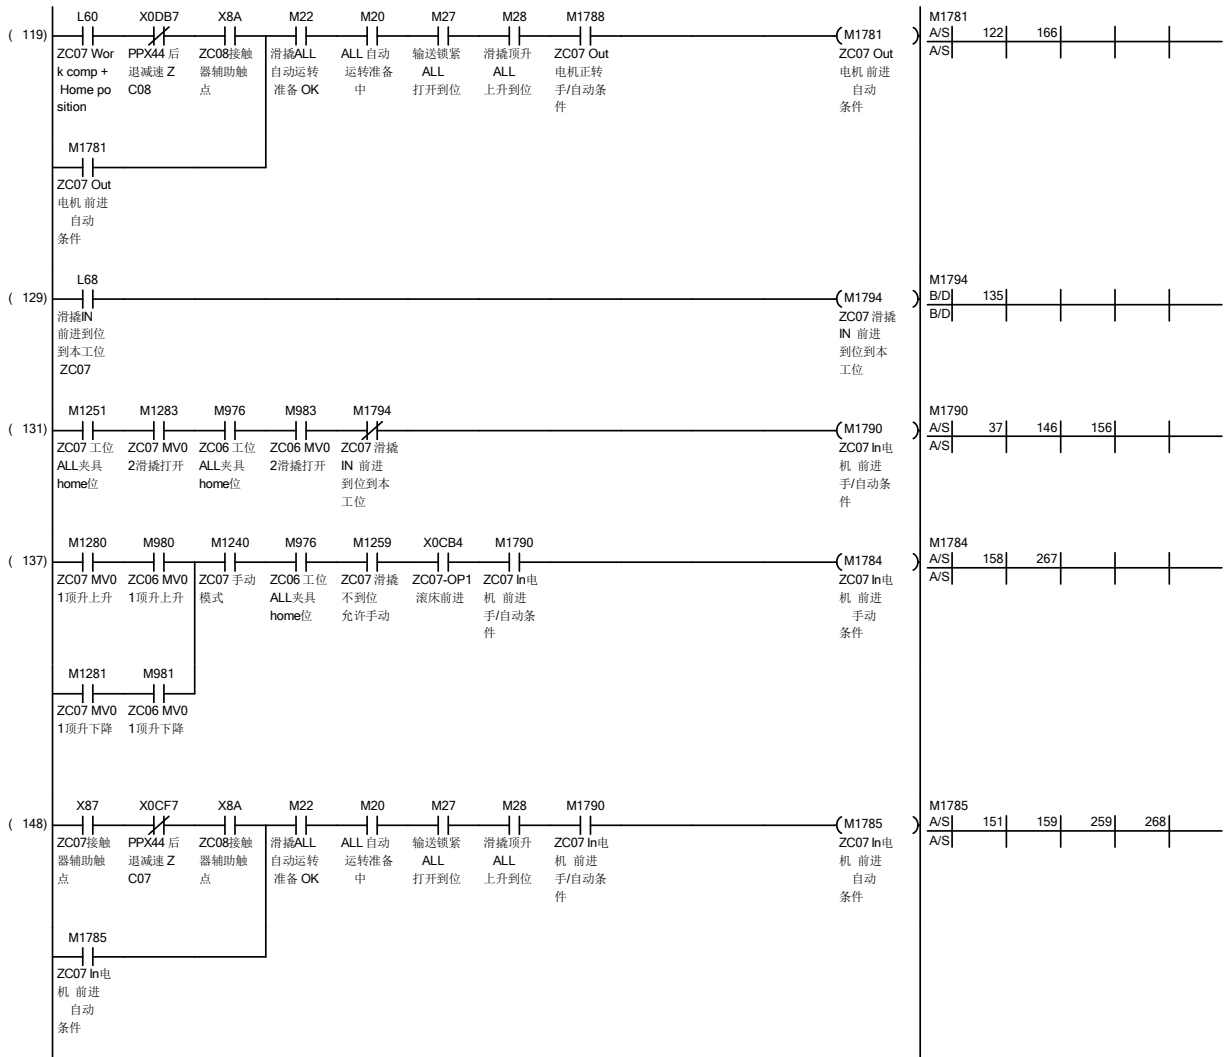 L60 X0DB7 X8A M22 M20 M27 M28 M1788 M1781
( 119) (M1781 ) A/S 122 166
ZC07 Wor PPX44 后 ZC08接触 滑撬ALL ALL 自动 输送锁紧 滑撬顶升 ZC07 Out ZC07 Out A/S
k comp + 退减速 Z 器辅助触 自动运转 运转准备 ALL ALL 电机正转 电机 前进
Home po C08 点 准备 OK 中 打开到位 上升到位 手/自动条 自动
sition 件 条件
M1781
ZC07 Out
电机 前进
自动
条件
L68 M1794
( 129) (M1794 ) B/D 135
滑撬IN ZC07 滑撬 B/D
前进到位 IN 前进
到本工位 到位到本
ZC07 工位
M1251 M1283 M976 M983 M1794 M1790
( 131) (M1790 ) A/S 37 146 156
ZC07 工位 ZC07 MV0 ZC06 工位 ZC06 MV0 ZC07 滑撬 ZC07 In电 A/S
ALL夹具 2滑撬打开 ALL夹具 2滑撬打开 IN 前进 机 前进
home位 home位 到位到本 手/自动条
工位 件
M1280 M980 M1240 M976 M1259 X0CB4 M1790 M1784
( 137) (M1784 ) A/S 158 267
ZC07 MV0 ZC06 MV0 ZC07 手动 ZC06 工位 ZC07 滑撬 ZC07-OP1 ZC07 In电 ZC07 In电 A/S
1顶升上升 1顶升上升 模式 ALL夹具 不到位 滚床前进 机 前进 机 前进
home位 允许手动 手/自动条 手动
件 条件
M1281 M981
ZC07 MV0 ZC06 MV0
1顶升下降 1顶升下降
X87 X0CF7 X8A M22 M20 M27 M28 M1790 M1785
( 148) (M1785 ) A/S 151 159 259 268
ZC07接触 PPX44 后 ZC08接触 滑撬ALL ALL 自动 输送锁紧 滑撬顶升 ZC07 In电 ZC07 In电 A/S
器辅助触 退减速 Z 器辅助触 自动运转 运转准备 ALL ALL 机 前进 机 前进
点 C07 点 准备 OK 中 打开到位 上升到位 手/自动条 自动
件 条件
M1785
ZC07 In电
机 前进
自动
条件